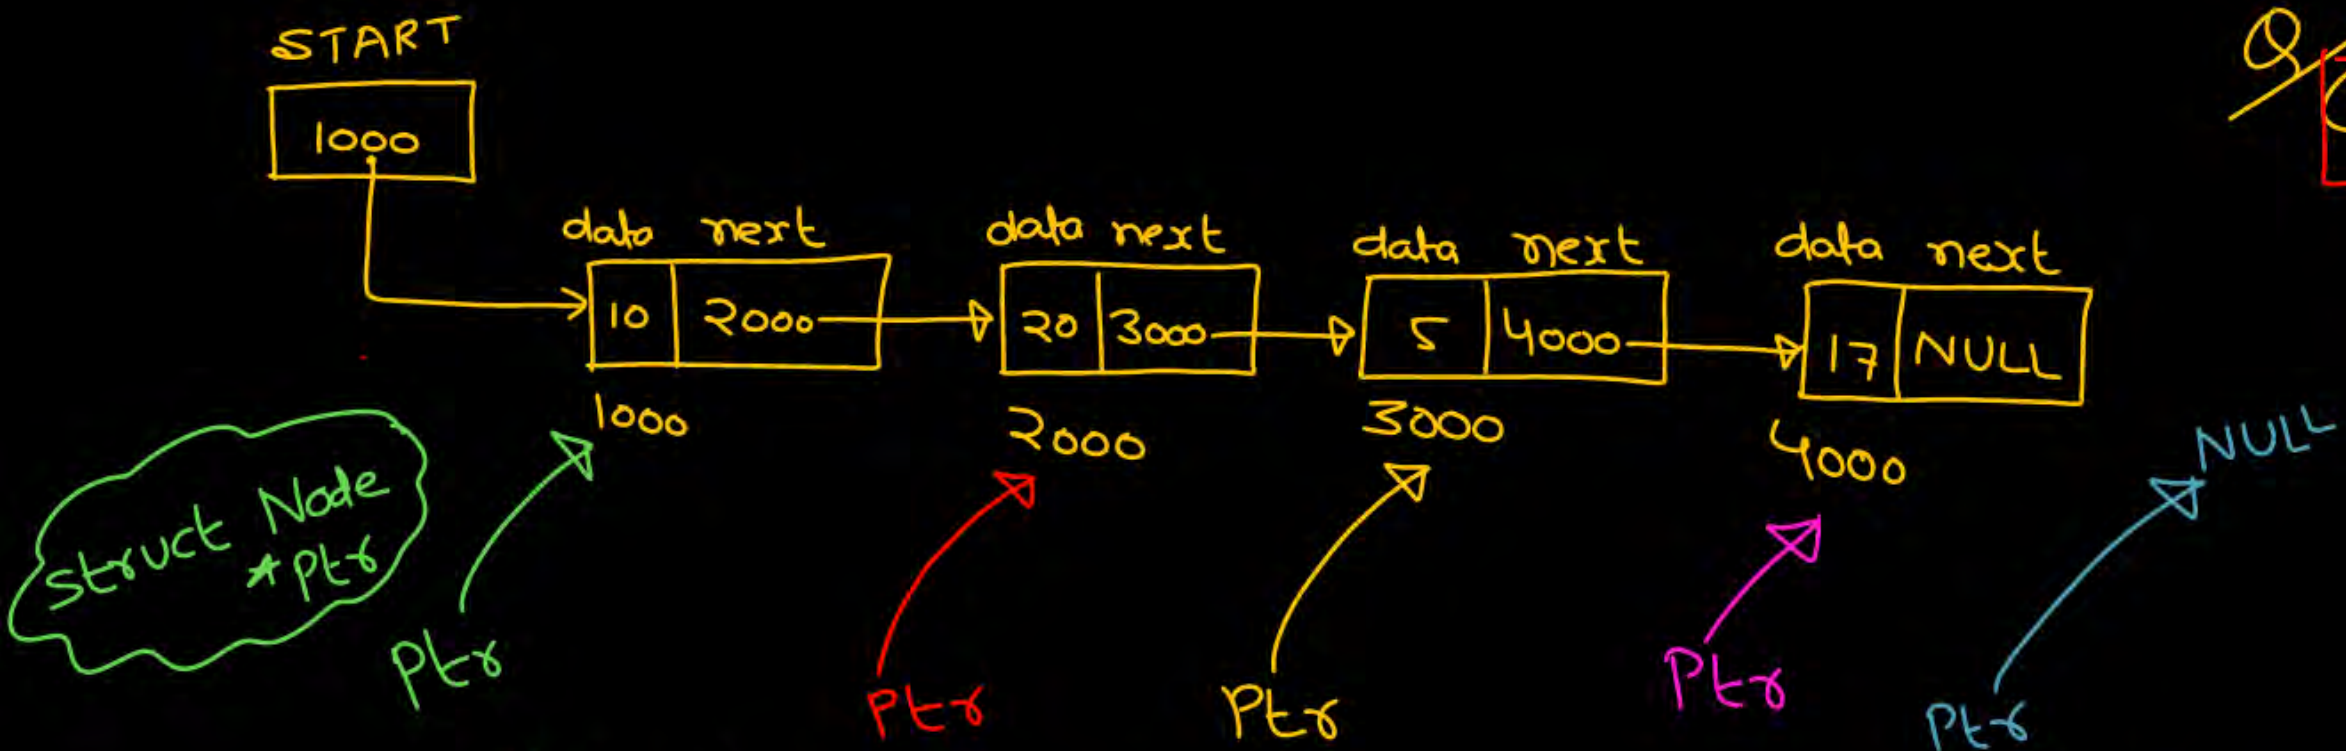 START
Q
1000
data next
data next
data next
data next
10 2000
20 3000
5 4000
17 NULL
1000
2000
3000
4000
NULL
Struct Node
*Ptr
Ptr
Ptr
Ptr
Ptr
Ptr